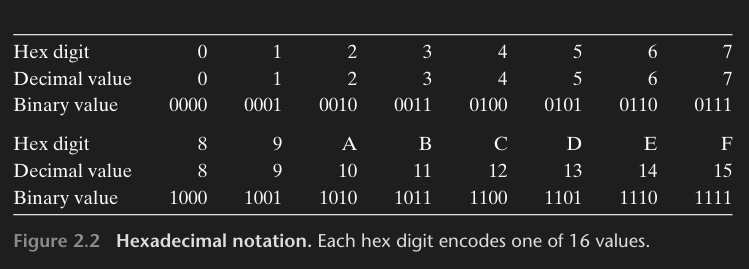 Hex digit 0 1 2 3 4 5 6 7
Decimal value 0 1 2 3 4 5 6 7
Binary value 0000 0001 0010 0011 0100 0101 0110 0111
Hex digit 8 9 A B C D E F
Decimal value 8 9 10 11 12 13 14 15
Binary value 1000 1001 1010 1011 1100 1101 1110 1111
Figure 2.2 Hexadecimal notation. Each hex digit encodes one of 16 values.